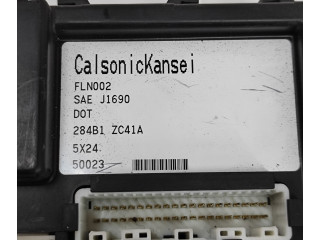 CalsonicKansei
FLN002
SAE J1690
DOT
284B1 ZC41A
5X24
50023